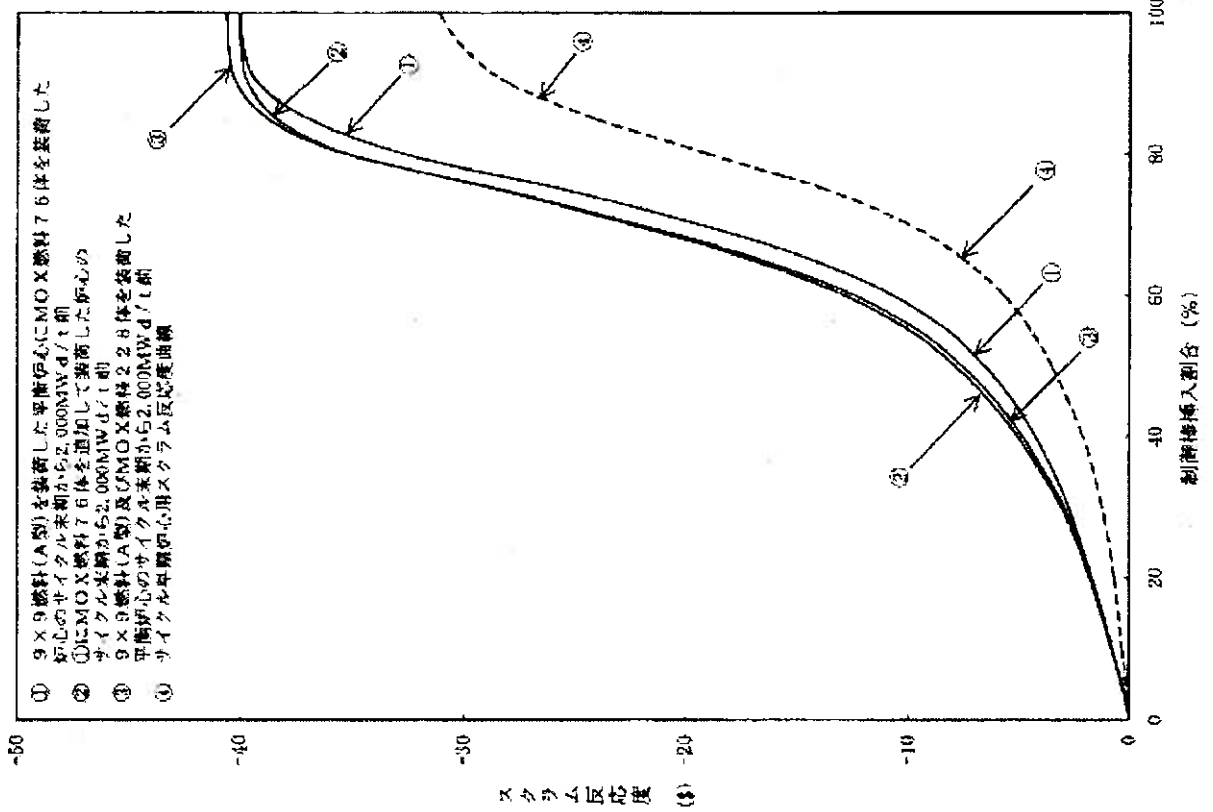 ① 9×9燃料(A型)を装荷した平衡炉心にMOX燃料76体を装荷した
炉心のサイクル末期から2,000MWd/t前
② ①にMOX燃料76体を追加して装荷した炉心の
サイクル末期から2,000MWd/t前
③ 9×9燃料(A型)及びMOX燃料228体を装荷した
平衡炉心のサイクル末期から2,000MWd/t前
④ サイクル早期炉心用スクラム反応度曲線
-50
-40
-30
-20
-10
0
スクラム反応度 ($)
0
20
40
60
80
100
制御棒挿入割合 (%)
③
②
①
④
④
①
③
②